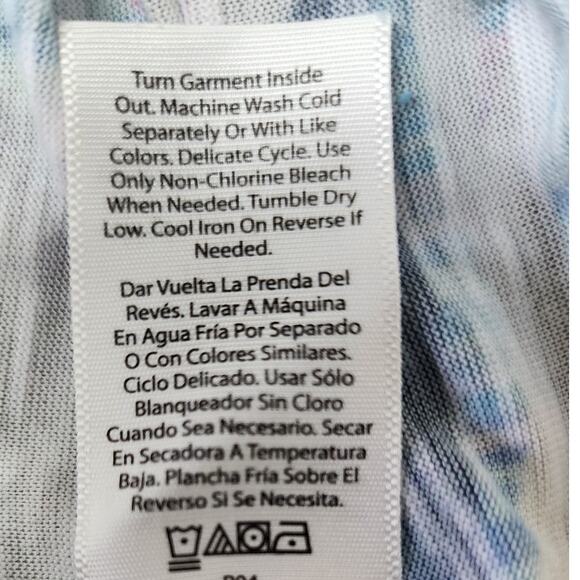 Turn Garment Inside
Out. Machine Wash Cold
Separately Or With Like
Colors. Delicate Cycle. Use
Only Non-Chlorine Bleach
When Needed. Tumble Dry
Low. Cool Iron On Reverse If
Needed.
Dar Vuelta La Prenda Del
Revés. Lavar A Máquina
En Agua Fría Por Separado
O Con Colores Similares.
Ciclo Delicado. Usar Sólo
Blanqueador Sin Cloro
Cuando Sea Necesario. Secar
En Secadora A Temperatura
Baja. Plancha Fría Sobre El
Reverso Si Se Necesita.